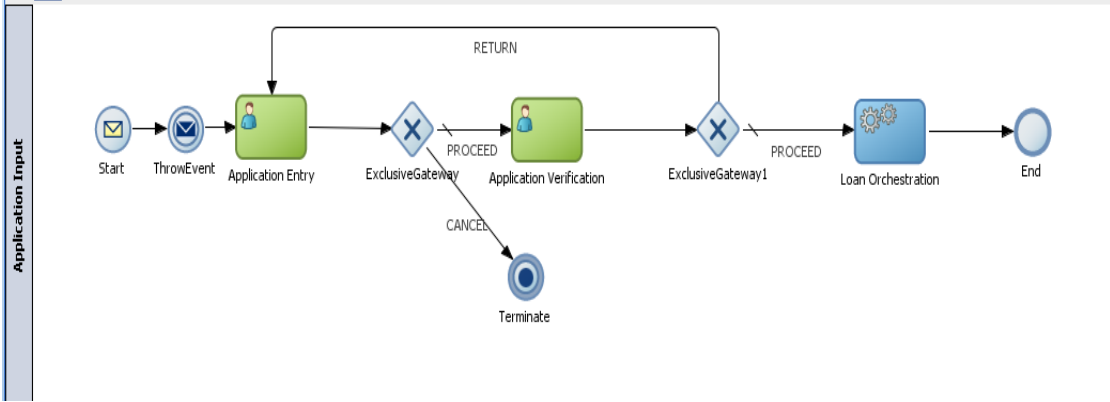 Application Input
RETURN
Start
ThrowEvent
Application Entry
ExclusiveGateway
PROCEED
Application Verification
ExclusiveGateway1
PROCEED
Loan Orchestration
End
CANCEL
Terminate